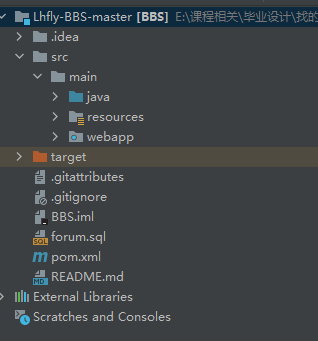 Lhfly-BBS-master [BBS] E:\课程相关\毕业设计\找的
.idea
src
main
java
resources
webapp
target
.gitattributes
.gitignore
BBS.iml
forum.sql
pom.xml
README.md
External Libraries
Scratches and Consoles